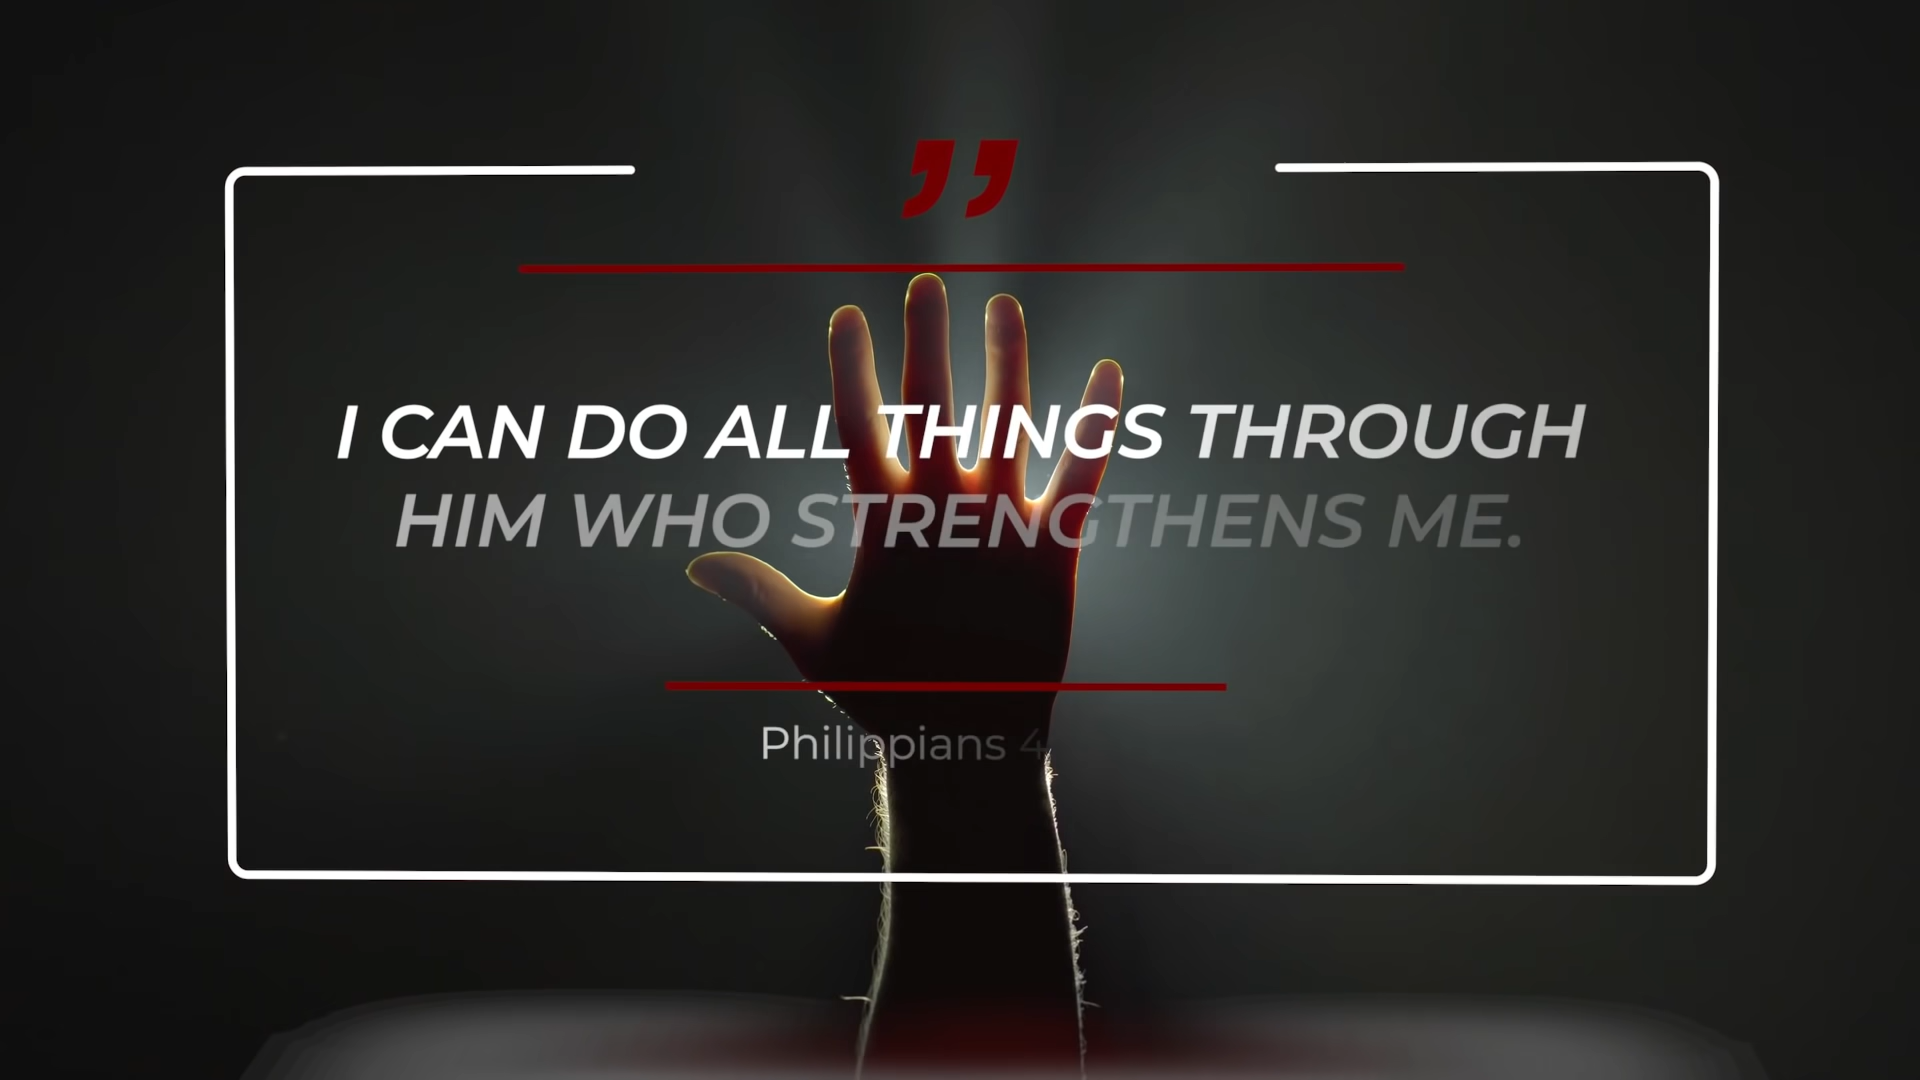 ”
I CAN DO ALL THINGS THROUGH
HIM WHO STRENGTHENS ME.
Philippians 4